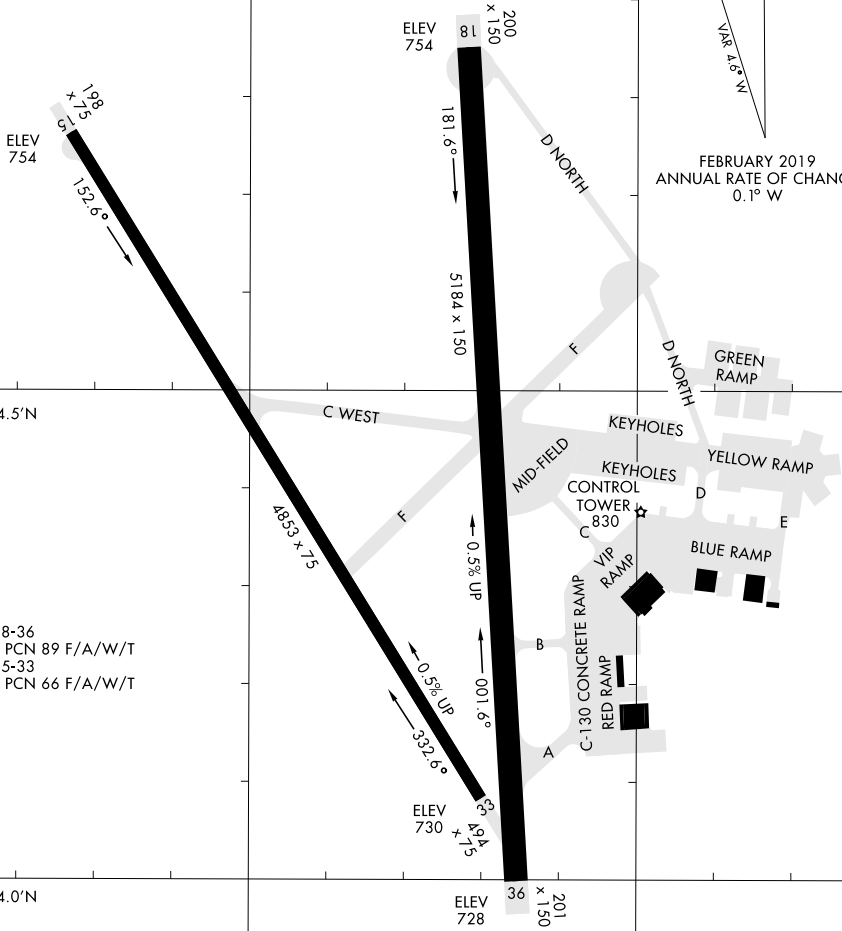 200
x 150
18
ELEV
754
VAR 4.6° W
198
x 75
15
ELEV
754
181.6°
D NORTH
FEBRUARY 2019
ANNUAL RATE OF CHANG
0.1° W
152.6°
5184 x 150
F
D NORTH
GREEN
RAMP
4.5'N
C WEST
KEYHOLES
MID-FIELD
YELLOW RAMP
KEYHOLES
CONTROL
TOWER
830
D
E
F
4853 x 75
C
0.5% UP
VIP
RAMP
BLUE RAMP
8-36
PCN 89 F/A/W/T
5-33
PCN 66 F/A/W/T
B
C-130 CONCRETE RAMP
RED RAMP
0.5% UP
001.6°
332.6°
A
33
ELEV
730
494
x 75
4.0'N
36
201
x 150
ELEV
728